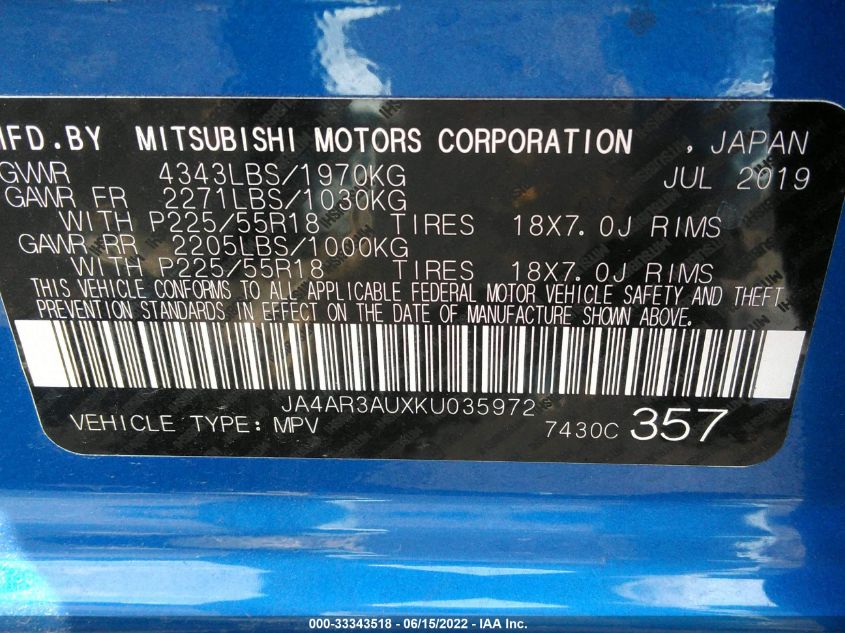 MFD.BY MITSUBISHI MOTORS CORPORATION , JAPAN
GVWR 4343LBS/1970KG JUL 2019
GAWR FR 2271LBS/1030KG
WITH P225/55R18 TIRES 18X7.0J RIMS
GAWR RR 2205LBS/1000KG
WITH P225/55R18 TIRES 18X7.0J RIMS
THIS VEHICLE CONFORMS TO ALL APPLICABLE FEDERAL MOTOR VEHICLE SAFETY AND THEFT
PREVENTION STANDARDS IN EFFECT ON THE DATE OF MANUFACTURE SHOWN ABOVE.
JA4AR3AUXKU035972
VEHICLE TYPE: MPV 7430C 357
000-33343518 - 06/15/2022 - IAA Inc.